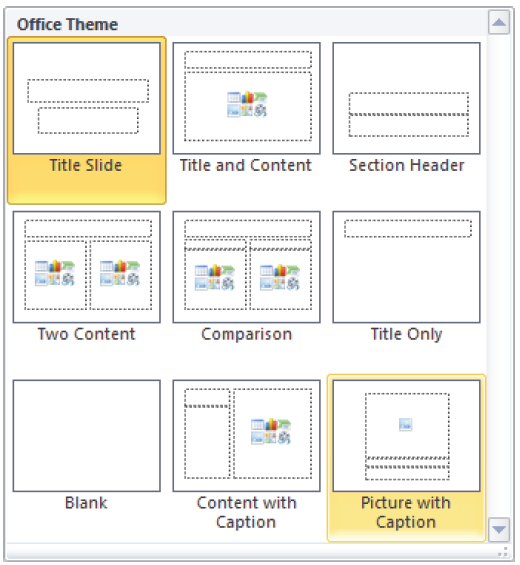 Office Theme
Title Slide
Title and Content
Section Header
Two Content
Comparison
Title Only
Blank
Content with
Caption
Picture with
Caption